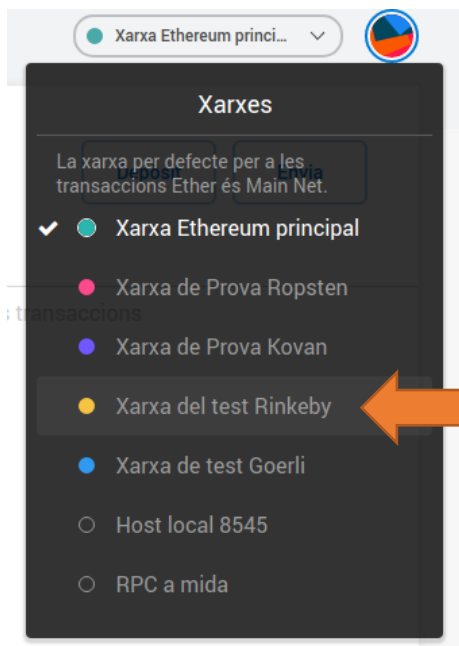 Xarxa Ethereum princi...
Xarxes
La xarxa per defecte per a les
transaccions Ether és Main Net.
Dipòsit
Envia
Xarxa Ethereum principal
Xarxa de Prova Ropsten
s transaccions
Xarxa de Prova Kovan
Xarxa del test Rinkeby
Xarxa de test Goerli
Host local 8545
RPC a mida